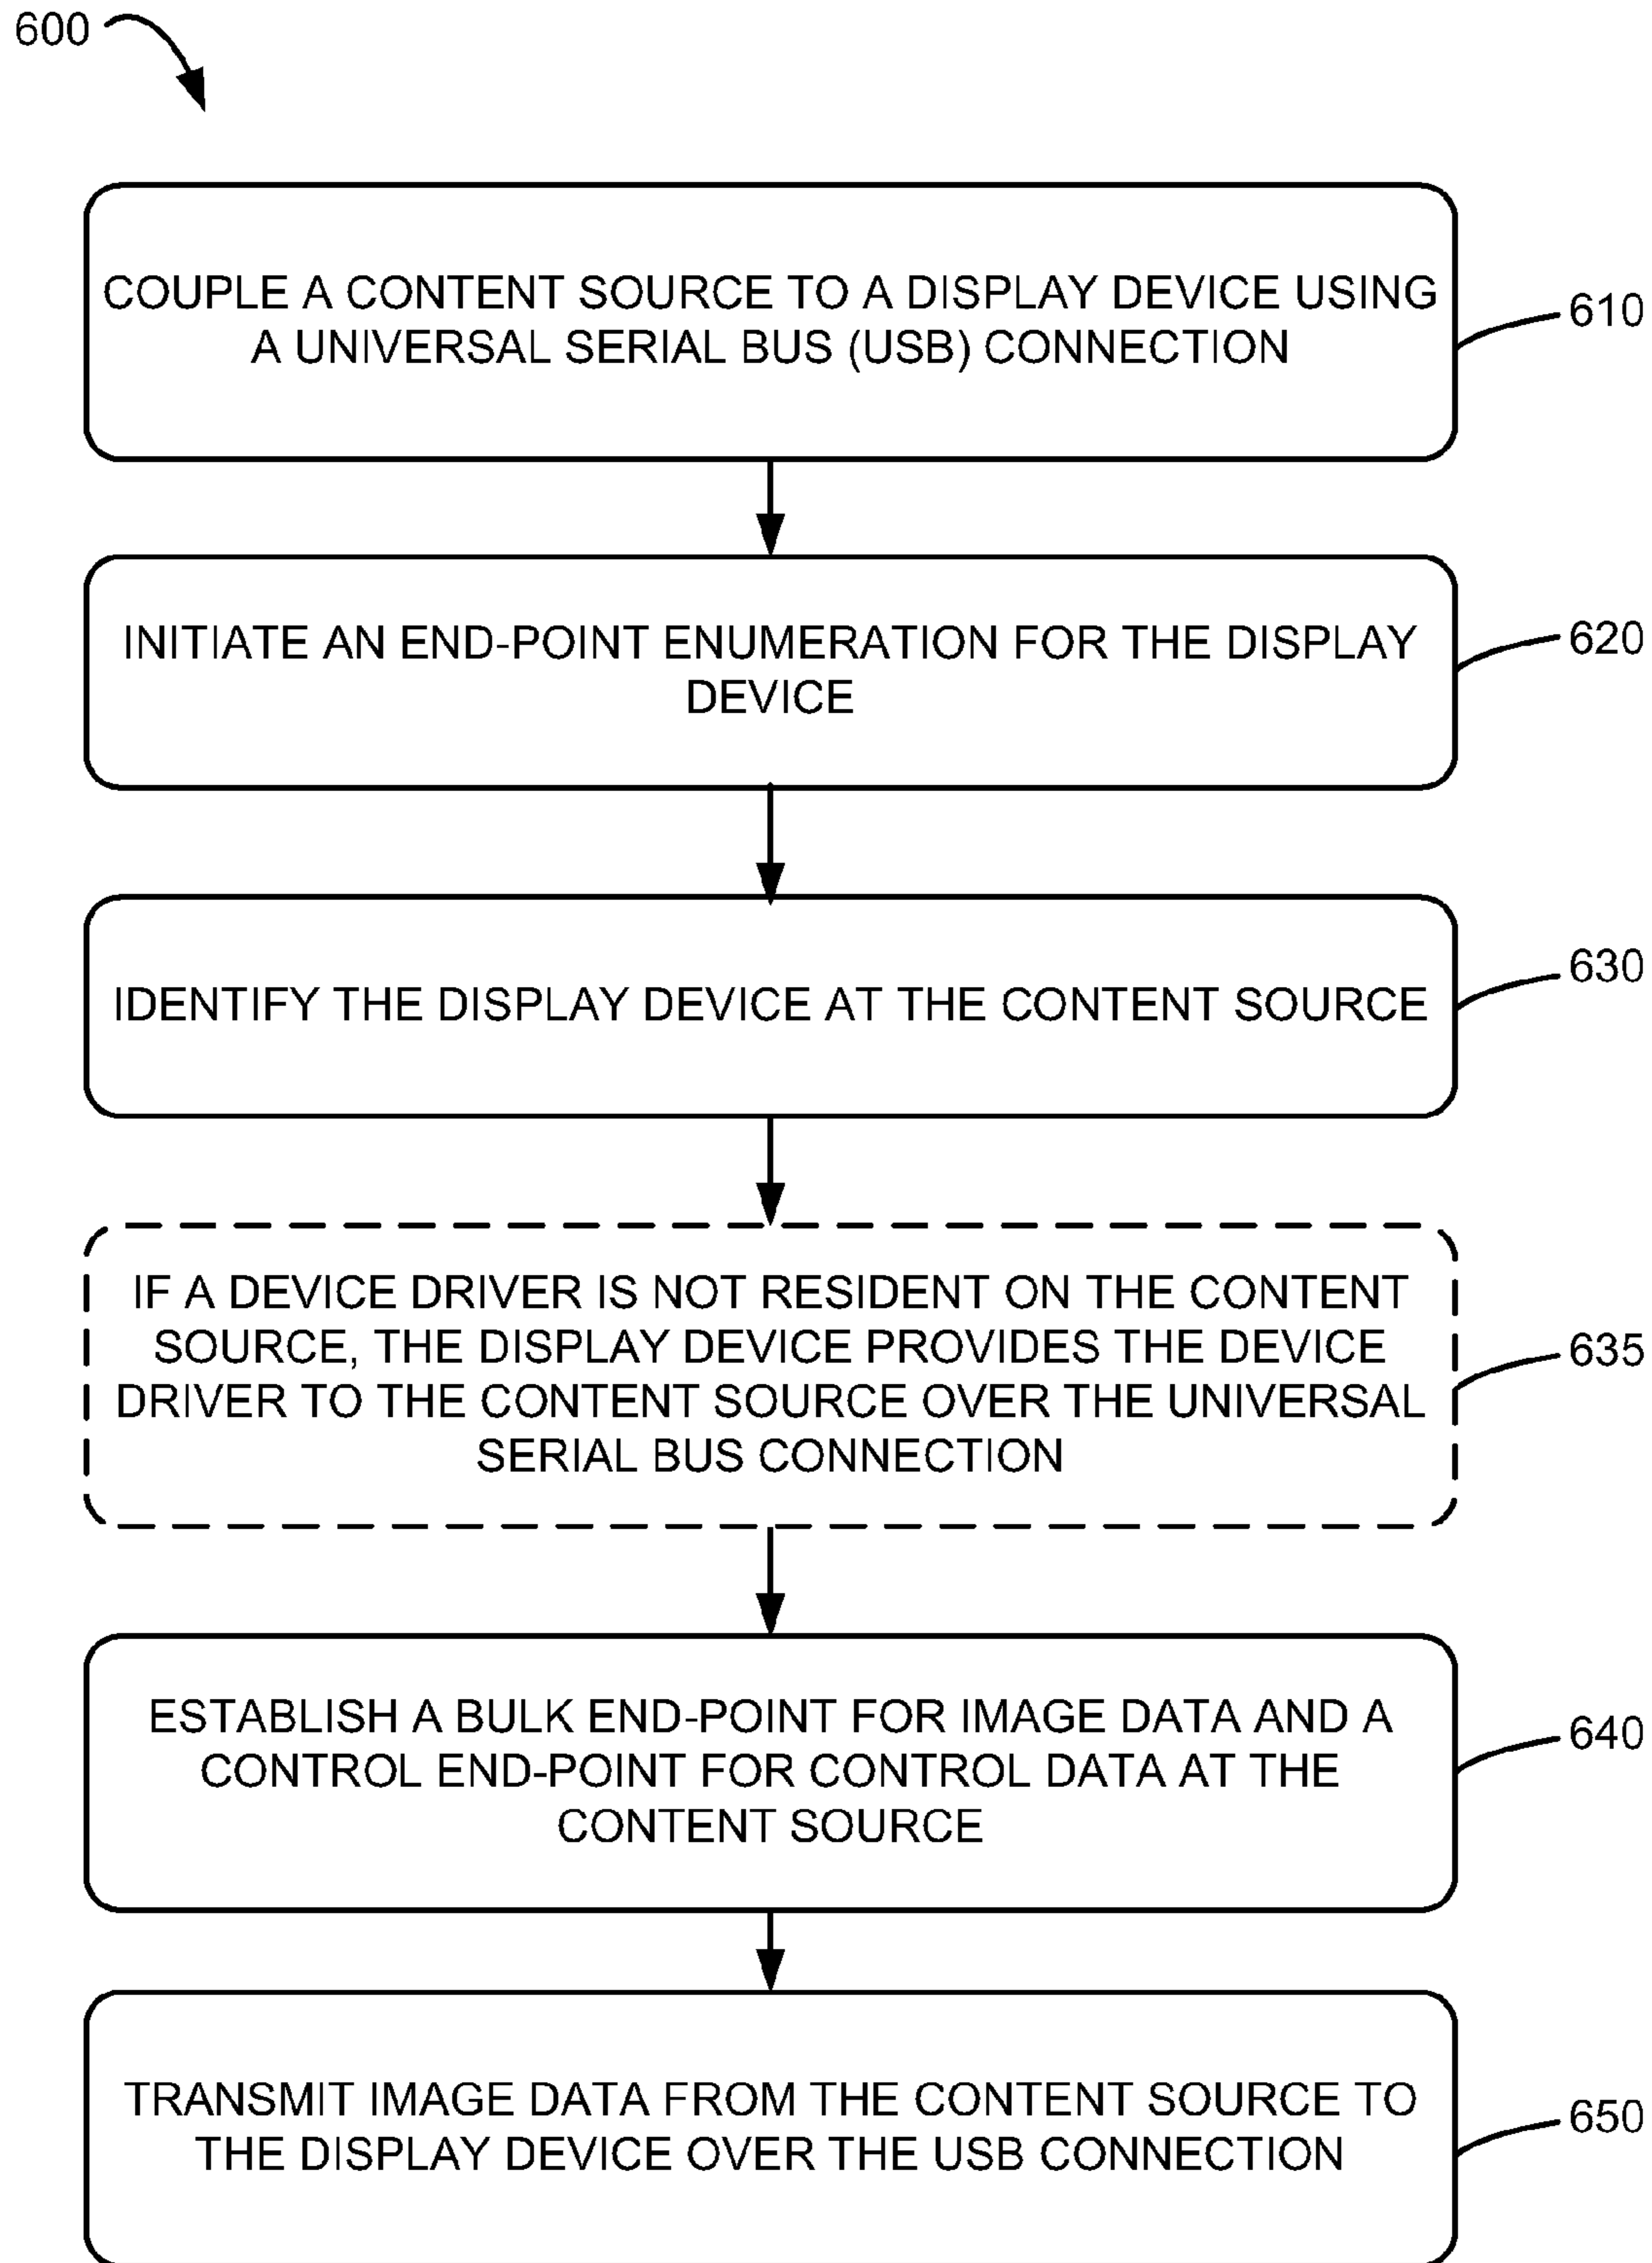 600
COUPLE A CONTENT SOURCE TO A DISPLAY DEVICE USING
A UNIVERSAL SERIAL BUS (USB) CONNECTION
610
INITIATE AN END-POINT ENUMERATION FOR THE DISPLAY
DEVICE
620
IDENTIFY THE DISPLAY DEVICE AT THE CONTENT SOURCE
630
IF A DEVICE DRIVER IS NOT RESIDENT ON THE CONTENT
SOURCE, THE DISPLAY DEVICE PROVIDES THE DEVICE
DRIVER TO THE CONTENT SOURCE OVER THE UNIVERSAL
SERIAL BUS CONNECTION
635
ESTABLISH A BULK END-POINT FOR IMAGE DATA AND A
CONTROL END-POINT FOR CONTROL DATA AT THE
CONTENT SOURCE
640
TRANSMIT IMAGE DATA FROM THE CONTENT SOURCE TO
THE DISPLAY DEVICE OVER THE USB CONNECTION
650